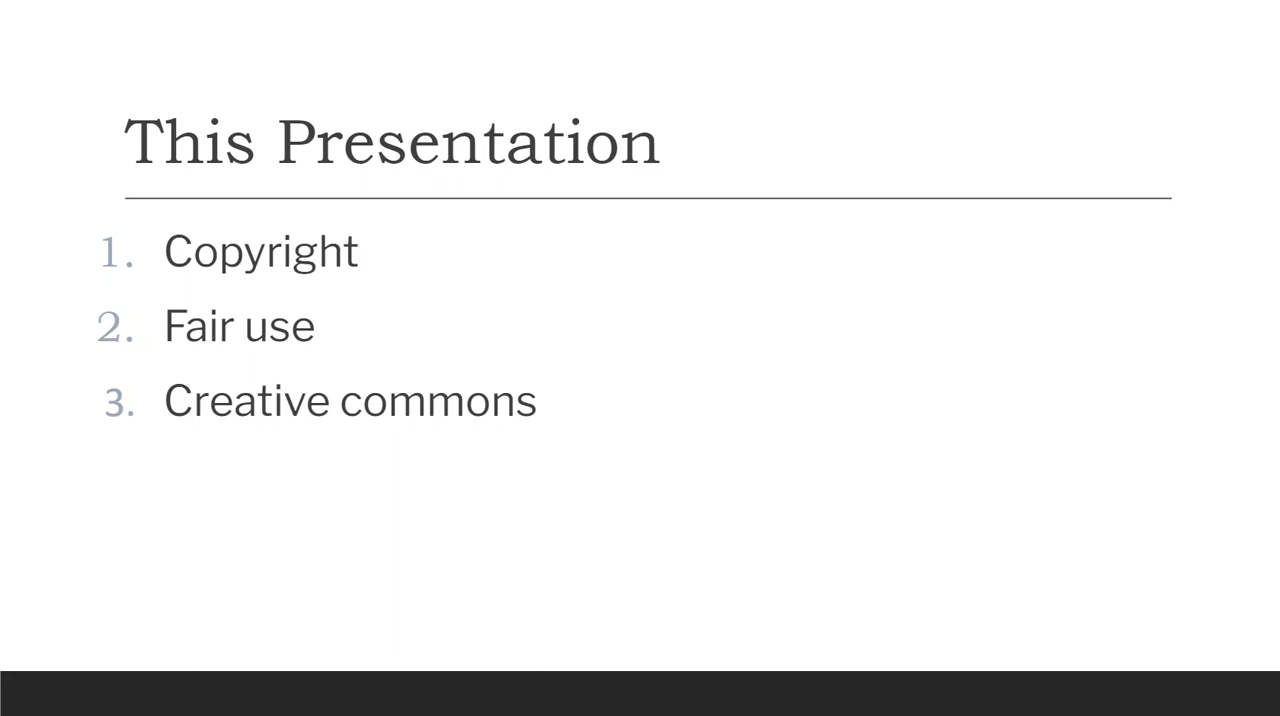 This Presentation
1. Copyright
2. Fair use
3. Creative commons